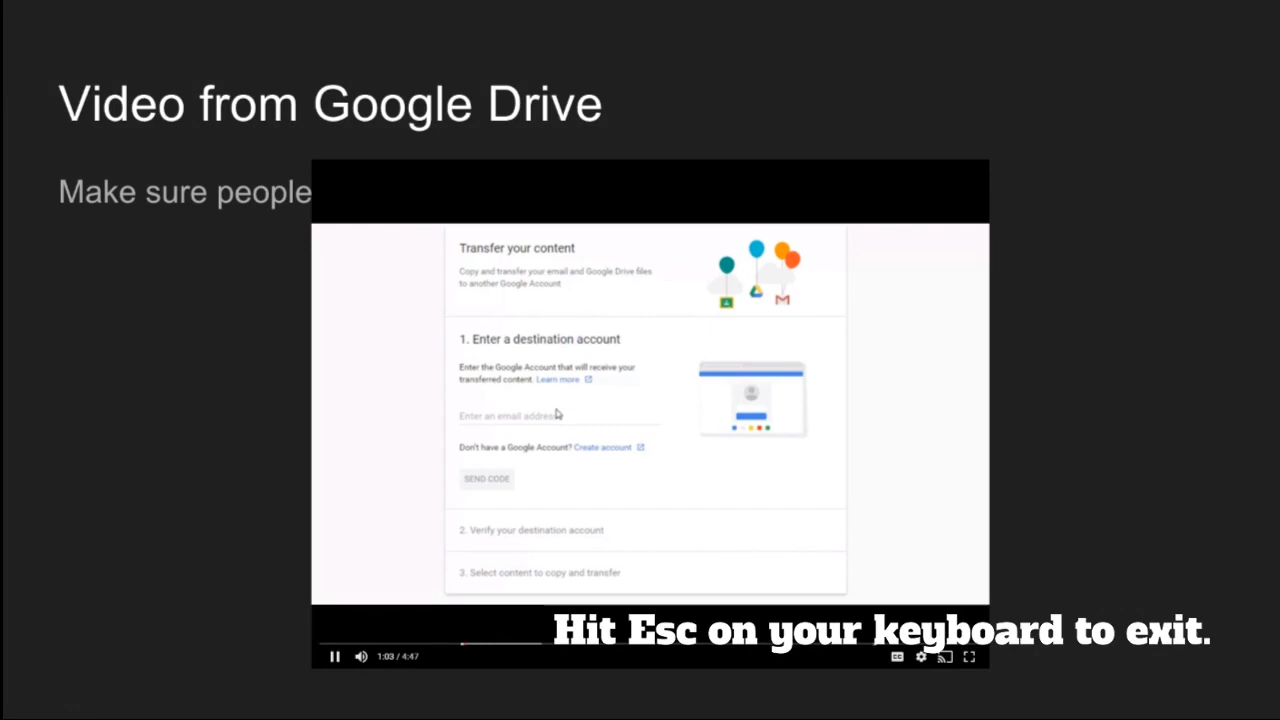 Video from Google Drive
Make sure people
Transfer your content
Copy and transfer your email and Google Drive files
to another Google Account
1. Enter a destination account
Enter the Google Account that will receive your
transferred content. Learn more
Enter an email address
Don't have a Google Account? Create account
SEND CODE
2. Verify your destination account
3. Select content to copy and transfer
Hit Esc on your keyboard to exit.
1:03 / 4:47
CC